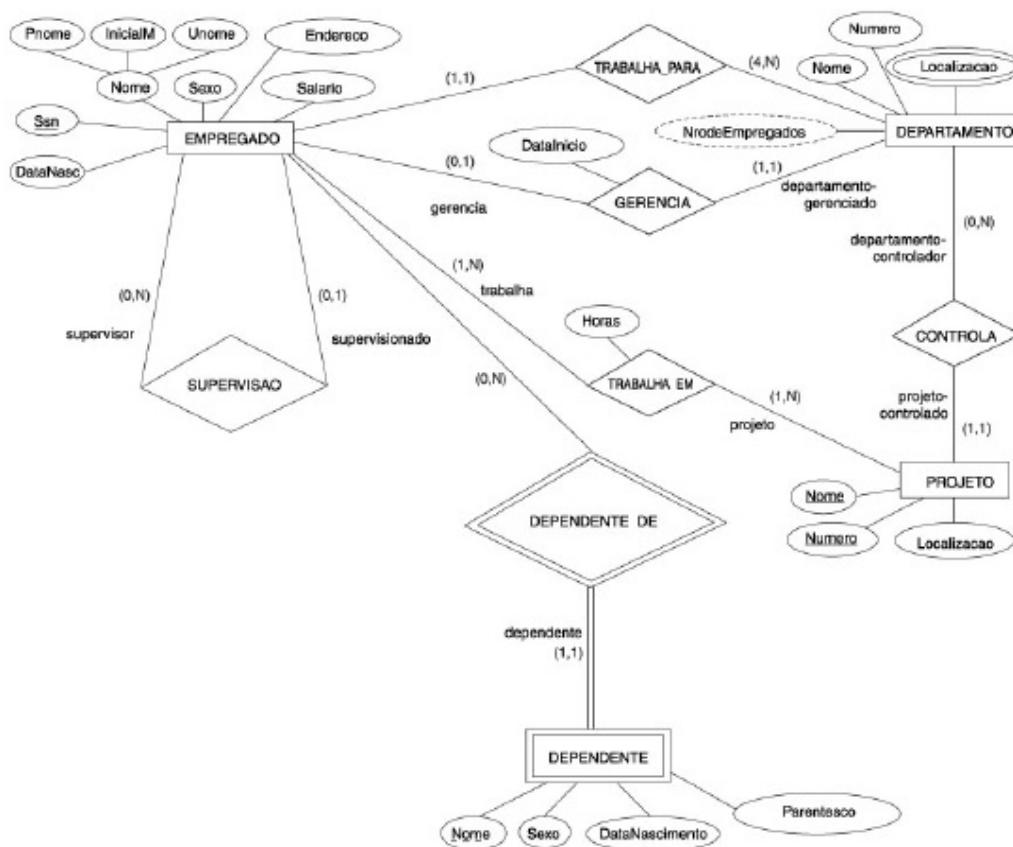 Numero
Pnome InicialM Unome Endereco
TRABALHA_PARA
(1,1)
(4,N)
Nome
Localizacao
Nome Sexo Salario
Ssn
EMPREGADO
NrodeEmpregados
DEPARTAMENTO
DataInicio
(0,1)
(1,1)
DataNasc
gerencia
GERENCIA
departamento-
gerenciado
(0,N)
departamento-
controlador
(1,N)
trabalha
(0,N)
(0,1)
supervisor
supervisionado
Horas
CONTROLA
(0,N)
TRABALHA EM
SUPERVISAO
(1,N)
projeto
projeto-
controlado
(1,1)
PROJETO
Nome
Numero
Localizacao
DEPENDENTE DE
dependente
(1,1)
DEPENDENTE
Parentesco
Nome Sexo DataNascimento